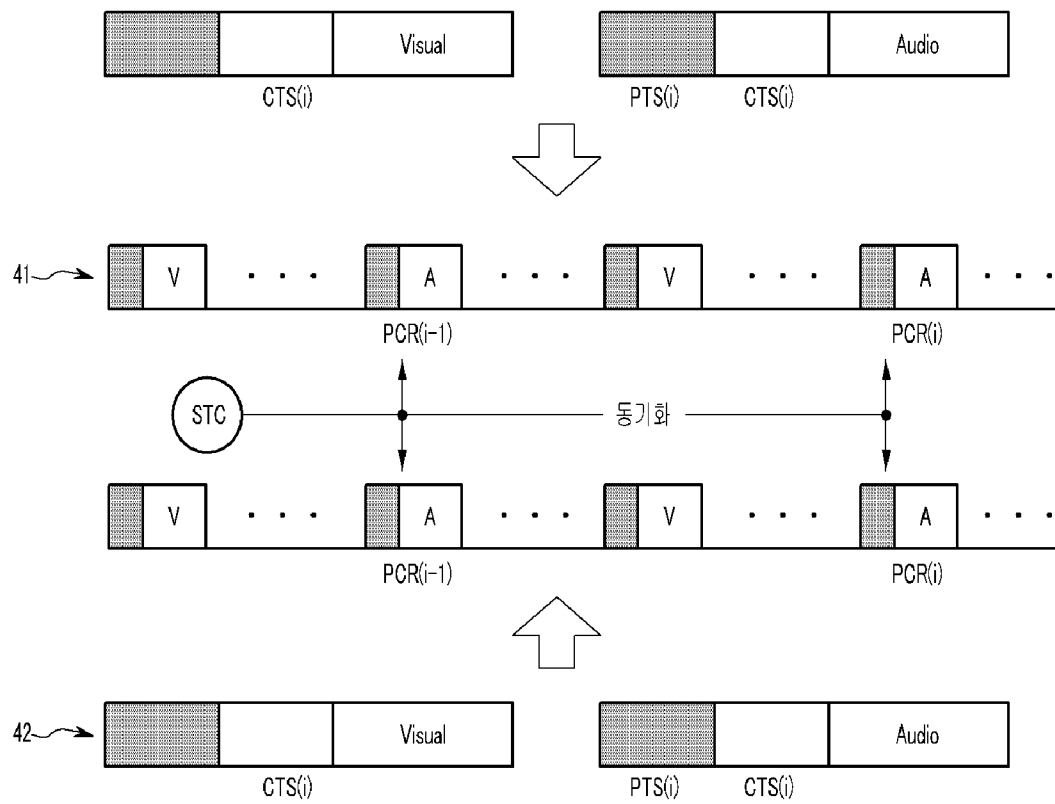 Visual
Audio
CTS(i)
PTS(i)
CTS(i)
41
V
A
V
A
PCR(i-1)
PCR(i)
STC
동기화
V
A
V
A
PCR(i-1)
PCR(i)
42
Visual
Audio
CTS(i)
PTS(i)
CTS(i)